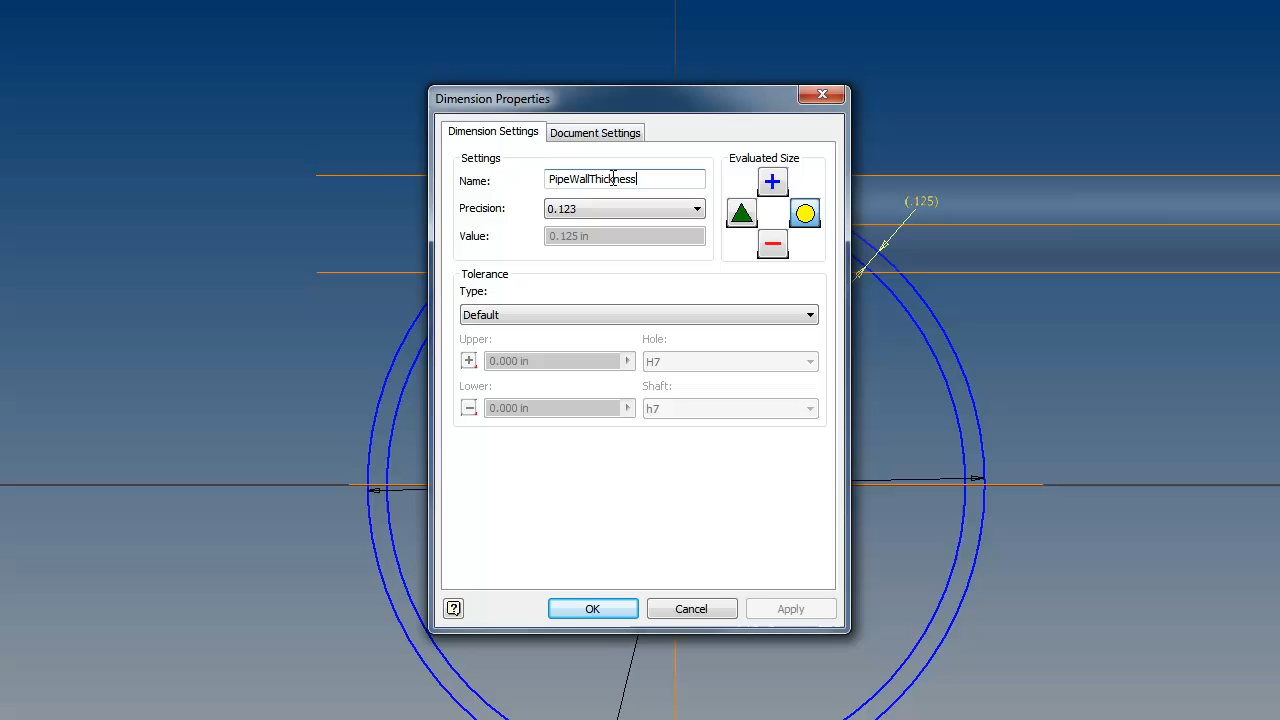 Dimension Properties
Dimension Settings
Document Settings
Settings
Evaluated Size
Name:
PipeWallThickness
Precision:
0.123
Value:
0.125 in
(.125)
Tolerance
Type:
Default
Upper:
Hole:
0.000 in
H7
Lower:
Shaft:
0.000 in
h7
OK
Cancel
Apply